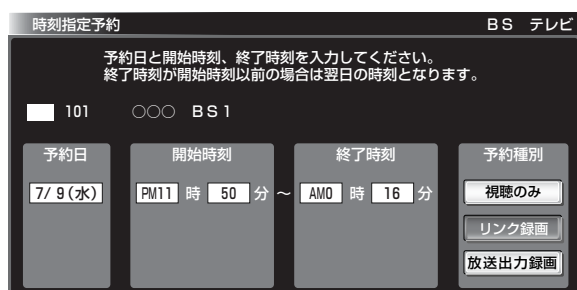 時刻指定予約 BS テレビ
予約日と開始時刻、終了時刻を入力してください。
終了時刻が開始時刻以前の場合は翌日の時刻となります。
101 ○○○ BS1
予約日 開始時刻 終了時刻 予約種別
7/ 9(水) PM11 時 50 分 ~ AM0 時 16 分 視聴のみ
リンク録画
放送出力録画